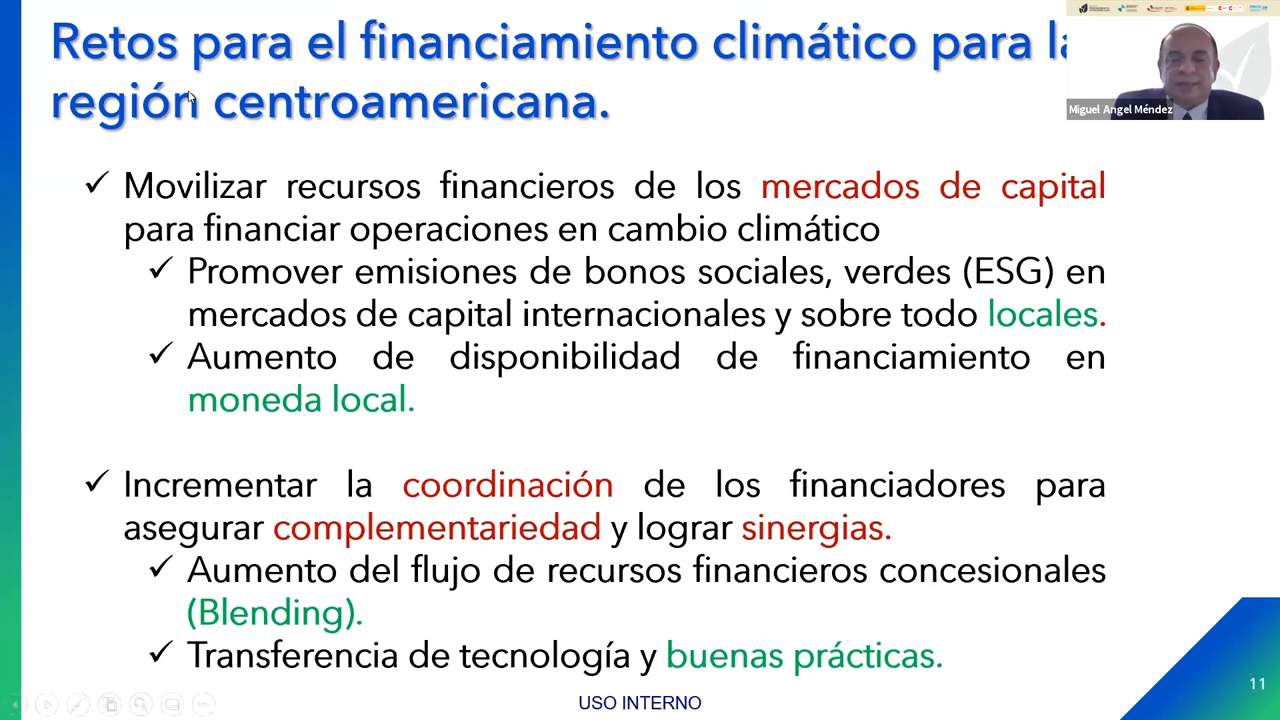 Retos para el financiamiento climático para la
región centroamericana.
Miguel Angel Méndez
✓ Movilizar recursos financieros de los mercados de capital
para financiar operaciones en cambio climático
✓ Promover emisiones de bonos sociales, verdes (ESG) en
mercados de capital internacionales y sobre todo locales.
✓ Aumento de disponibilidad de financiamiento en
moneda local.
✓ Incrementar la coordinación de los financiadores para
asegurar complementariedad y lograr sinergias.
✓ Aumento del flujo de recursos financieros concesionales
(Blending).
✓ Transferencia de tecnología y buenas prácticas.
11
USO INTERNO